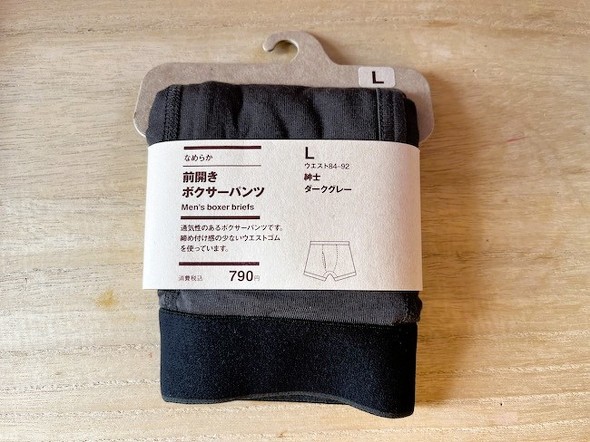 L
なめらか
前開き
ボクサーパンツ
Men's boxer briefs
通気性のあるボクサーパンツです。
締め付け感の少ないウエストゴム
を使っています。
消費税込 790円
L
ウエスト84-92
紳士
ダークグレー